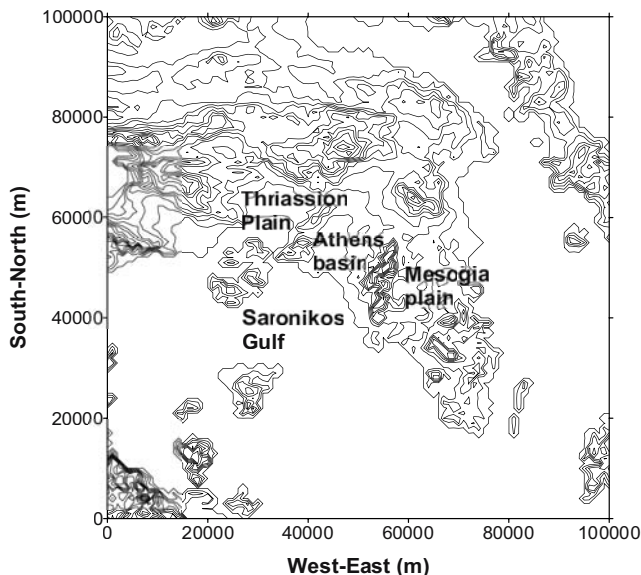 100000
80000
60000
40000
20000
0
South-North (m)
Thriassion
Plain
Athens
basin
Mesogia
plain
Saronikos
Gulf
0 20000 40000 60000 80000 100000
West-East (m)